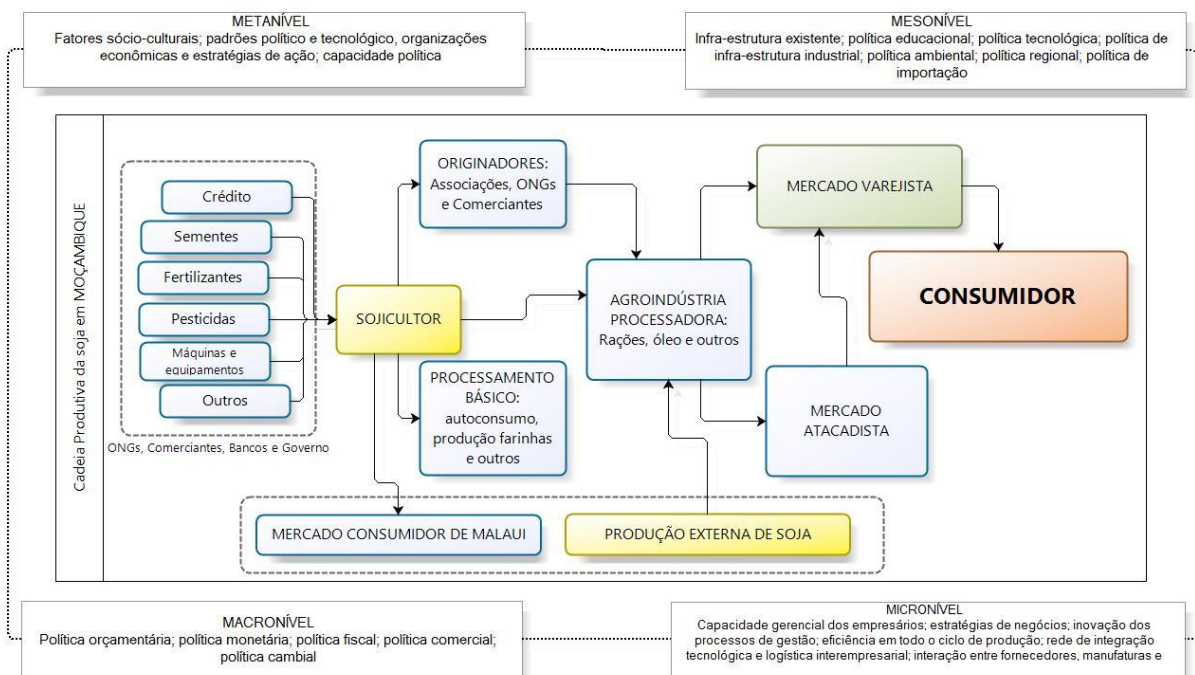 METANÍVEL
Fatores sócio-culturais; padrões político e tecnológico, organizações
econômicas e estratégias de ação; capacidade política
MESONÍVEL
Infra-estrutura existente; política educacional; política tecnológica; política de
infra-estrutura industrial; política ambiental; política regional; política de
importação
Cadeia Produtiva da soja em MOÇAMBIQUE
Crédito
Sementes
Fertilizantes
Pesticidas
Máquinas e
equipamentos
Outros
ONGs, Comerciantes, Bancos e Governo
SOJICULTOR
ORIGINADORES:
Associações, ONGs
e Comerciantes
PROCESSAMENTO
BÁSICO:
autoconsumo,
produção farinhas
e outros
AGROINDÚSTRIA
PROCESSADORA:
Rações, óleo e outros
MERCADO VAREJISTA
CONSUMIDOR
MERCADO
ATACADISTA
MERCADO CONSUMIDOR DE MALAUI
PRODUÇÃO EXTERNA DE SOJA
MACRONÍVEL
Política orçamentária; política monetária; política fiscal; política comercial;
política cambial
MICRONÍVEL
Capacidade gerencial dos empresários; estratégias de negócios; inovação dos
processos de gestão; eficiência em todo o ciclo de produção; rede de integração
tecnológica e logística interempresarial; interação entre fornecedores, manufaturas e